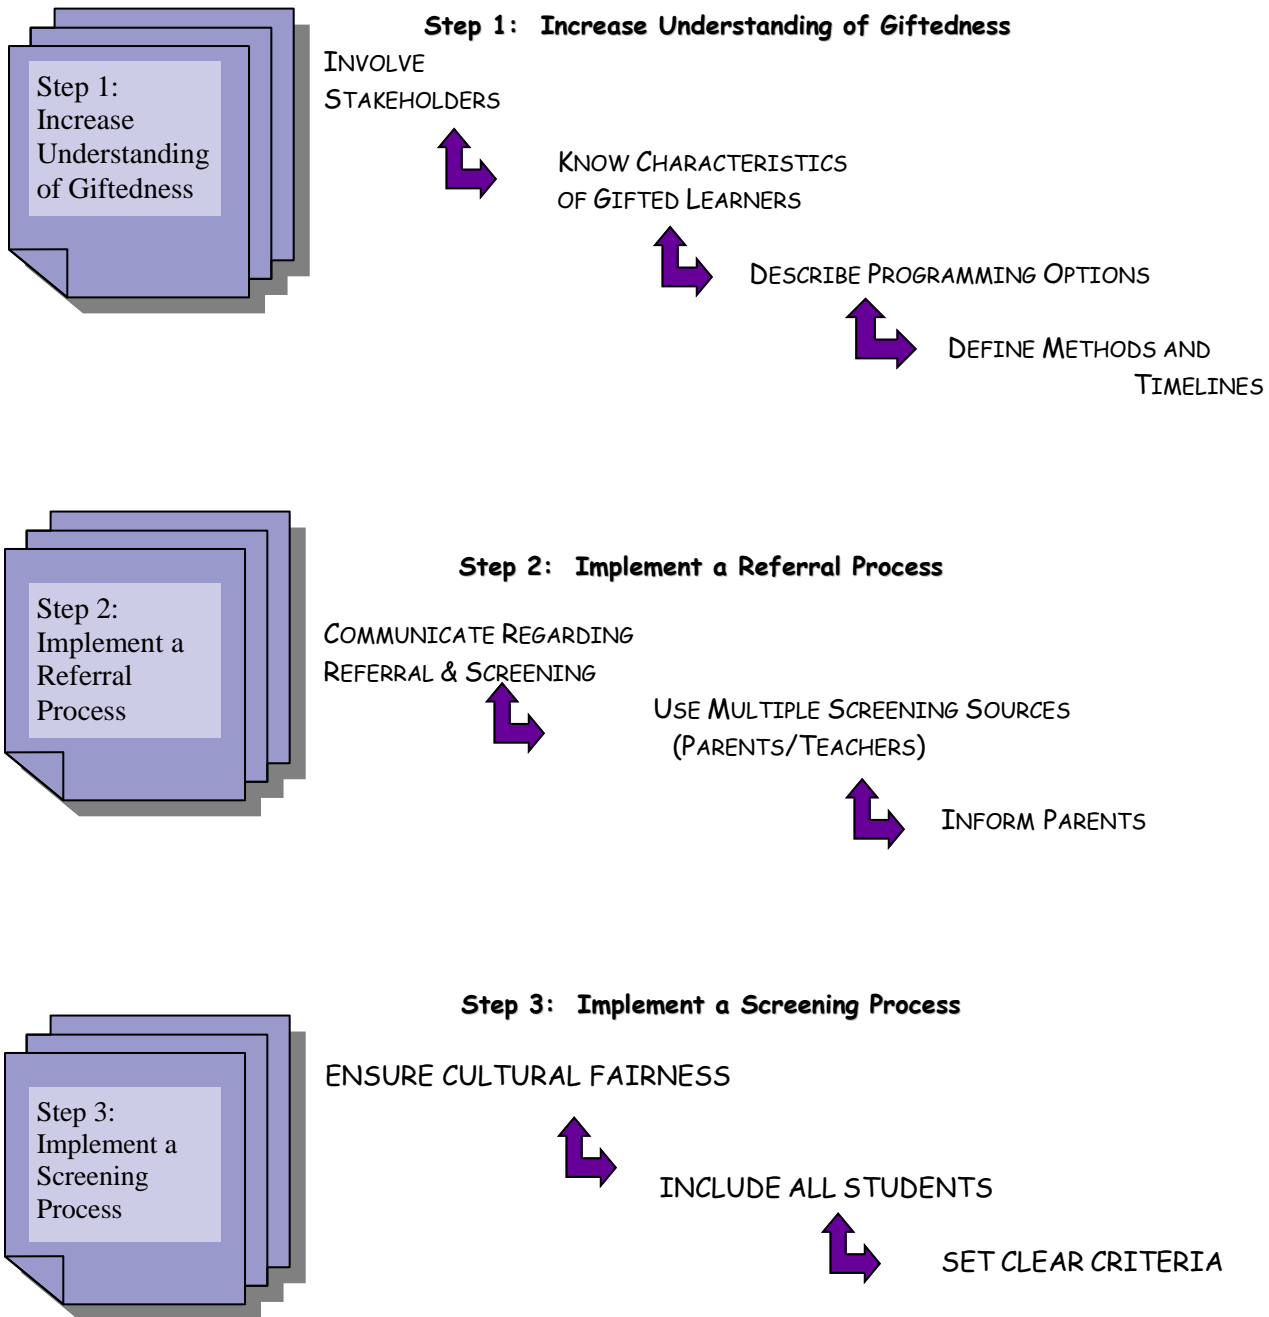 Step 1:  Increase Understanding of Giftedness
Step 1:
Increase
Understanding
of Giftedness
INVOLVE
STAKEHOLDERS
KNOW CHARACTERISTICS
OF GIFTED LEARNERS
DESCRIBE PROGRAMMING OPTIONS
DEFINE METHODS AND
TIMELINES
Step 2:  Implement a Referral Process
Step 2:
Implement a
Referral
Process
COMMUNICATE REGARDING
REFERRAL & SCREENING
USE MULTIPLE SCREENING SOURCES
(PARENTS/TEACHERS)
INFORM PARENTS
Step 3:  Implement a Screening Process
Step 3:
Implement a
Screening
Process
ENSURE CULTURAL FAIRNESS
INCLUDE ALL STUDENTS
SET CLEAR CRITERIA